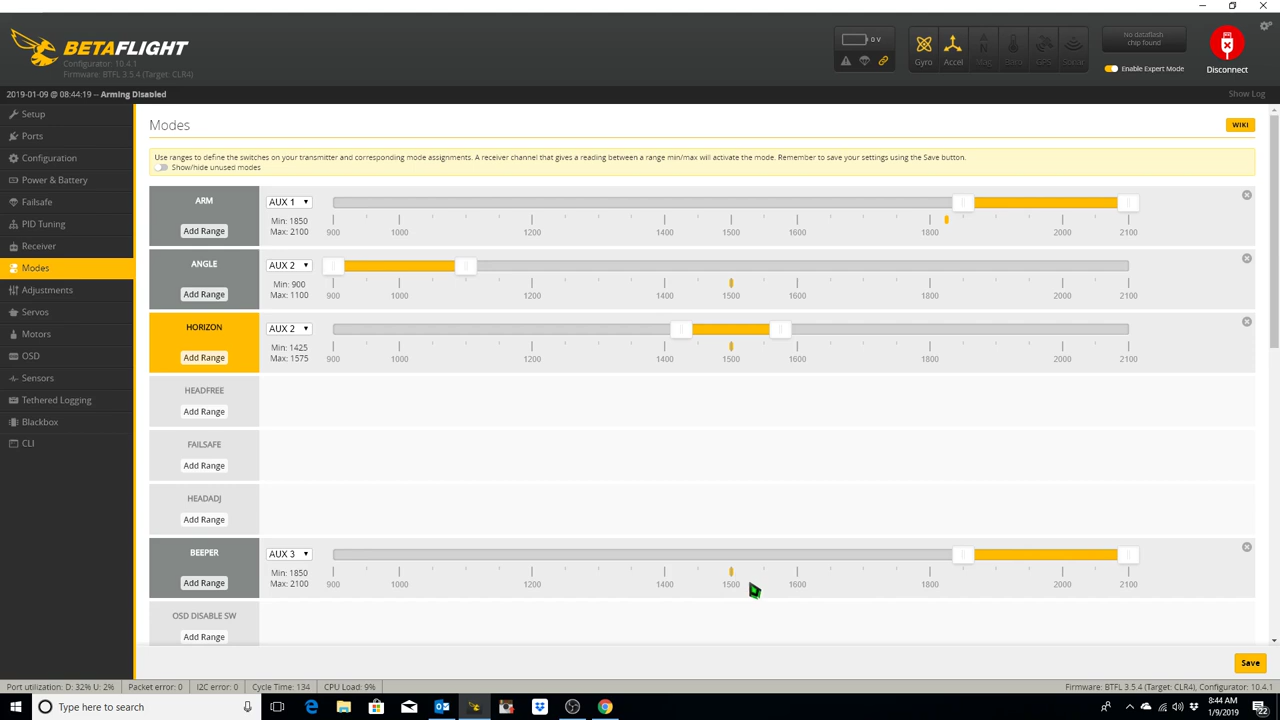 BETAFLIGHT
Configurator: 10.4.1
Firmware: BTFL 3.5.4 (Target: CLR4)
0 V
Gyro
Accel
Mag
Baro
GPS
Sonar
No dataflash
chip found
Enable Expert Mode
Disconnect
2019-01-09 @ 08:44:19 -- Arming Disabled
Show Log
Setup
Ports
Configuration
Power & Battery
Failsafe
PID Tuning
Receiver
Modes
Adjustments
Servos
Motors
OSD
Sensors
Tethered Logging
Blackbox
CLI
Modes
WIKI
Use ranges to define the switches on your transmitter and corresponding mode assignments. A receiver channel that gives a reading between a range min/max will activate the mode. Remember to save your settings using the Save button.
Show/hide unused modes
ARM
Add Range
AUX 1
Min: 1850
Max: 2100
900 1000 1200 1400 1500 1600 1800 2000 2100
ANGLE
Add Range
AUX 2
Min: 900
Max: 1100
900 1000 1200 1400 1500 1600 1800 2000 2100
HORIZON
Add Range
AUX 2
Min: 1425
Max: 1575
900 1000 1200 1400 1500 1600 1800 2000 2100
HEADFREE
Add Range
FAILSAFE
Add Range
HEADADJ
Add Range
BEEPER
Add Range
AUX 3
Min: 1850
Max: 2100
900 1000 1200 1400 1500 1600 1800 2000 2100
OSD DISABLE SW
Add Range
Save
Port utilization: D: 32% U: 2%
Packet error: 0
I2C error: 0
Cycle Time: 134
CPU Load: 9%
Firmware: BTFL 3.5.4 (Target: CLR4), Configurator: 10.4.1
Type here to search
8:44 AM
1/9/2019
22